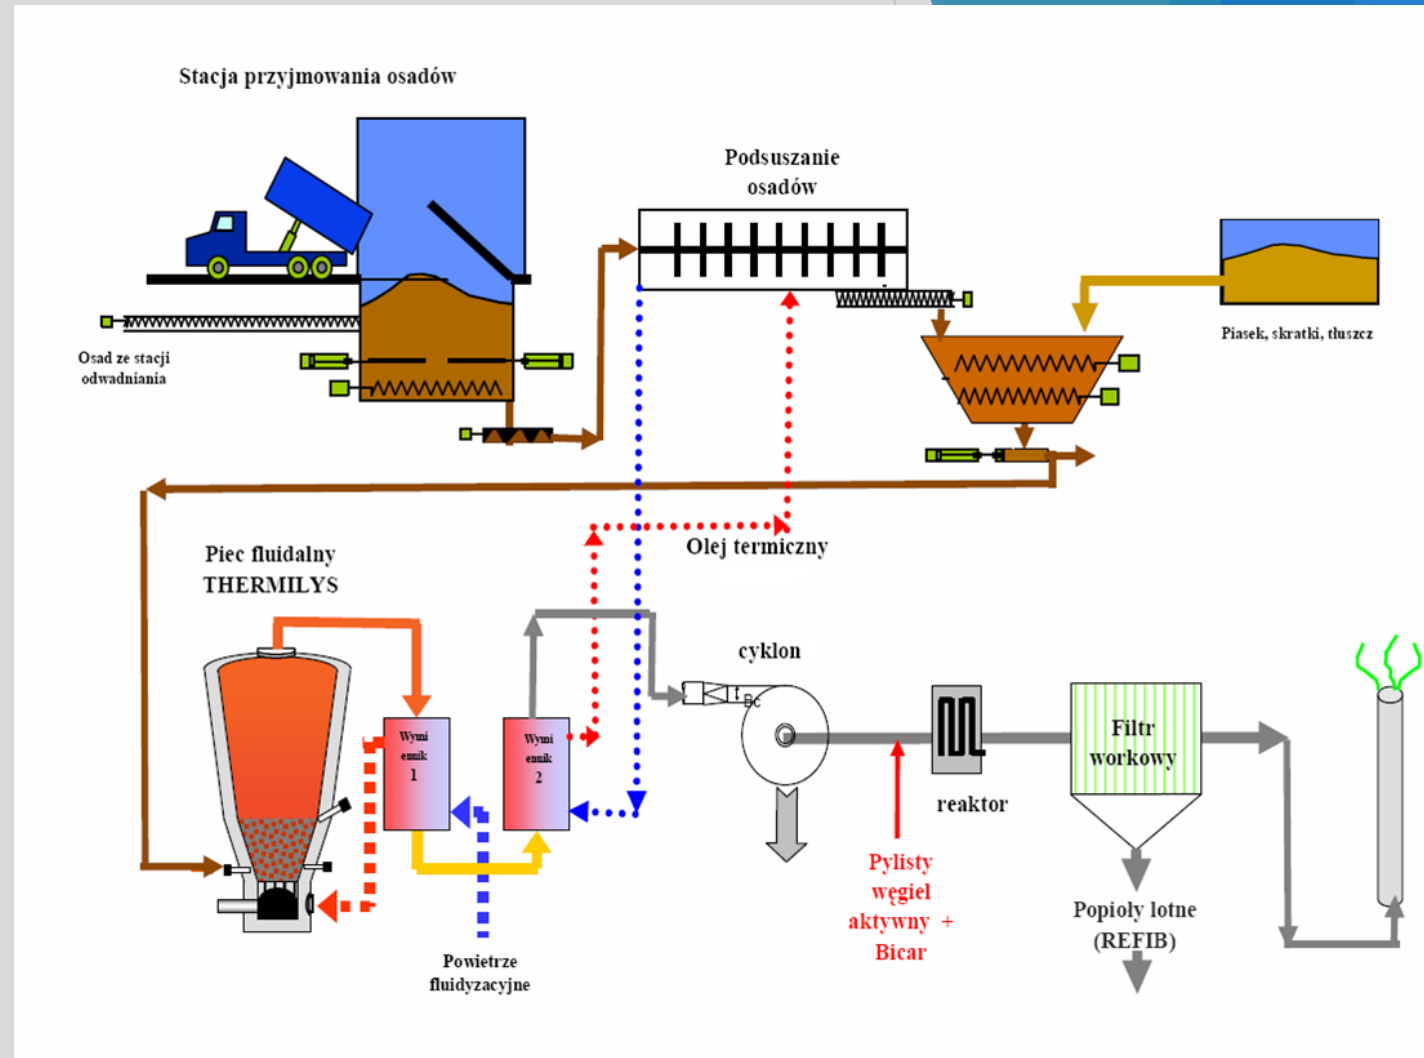 Stacja przyjmowania osadów
Podsuszanie
osadów
Piasek, skratki, tłuszcz
Osad ze stacji
odwadniania
Olej termiczny
Piec fluidalny
THERMILYS
cyklon
Bc
Wymi
ennik
1
Wymi
ennik
2
Filtr
workowy
reaktor
Pylisty
węgiel
aktywny +
Bicar
Popioły lotne
(REFIB)
Powietrze
fluidyzacyjne